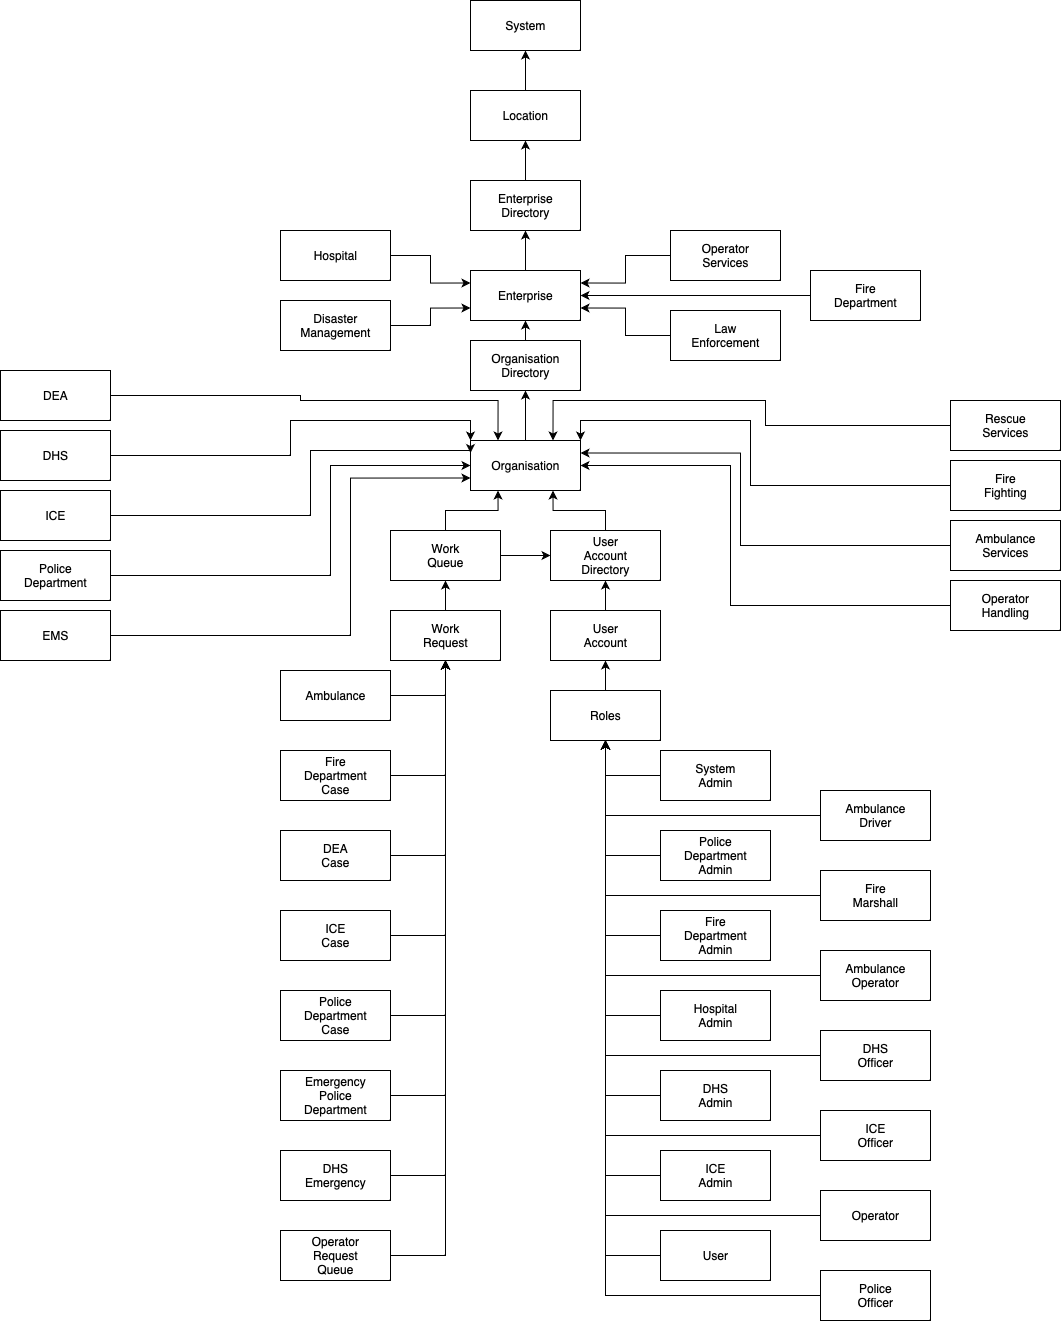 System
Location
Enterprise
Directory
Hospital
Operator
Services
Enterprise
Fire
Department
Disaster
Management
Law
Enforcement
Organisation
Directory
DEA
Rescue
Services
DHS
Organisation
Fire
Fighting
ICE
Ambulance
Services
Work
Queue
User
Account
Directory
Police
Department
Operator
Handling
EMS
Work
Request
User
Account
Ambulance
Roles
Fire
Department
Case
System
Admin
Ambulance
Driver
DEA
Case
Police
Department
Admin
Fire
Marshall
ICE
Case
Fire
Department
Admin
Ambulance
Operator
Police
Department
Case
Hospital
Admin
DHS
Officer
Emergency
Police
Department
DHS
Admin
ICE
Officer
DHS
Emergency
ICE
Admin
Operator
Operator
Request
Queue
User
Police
Officer